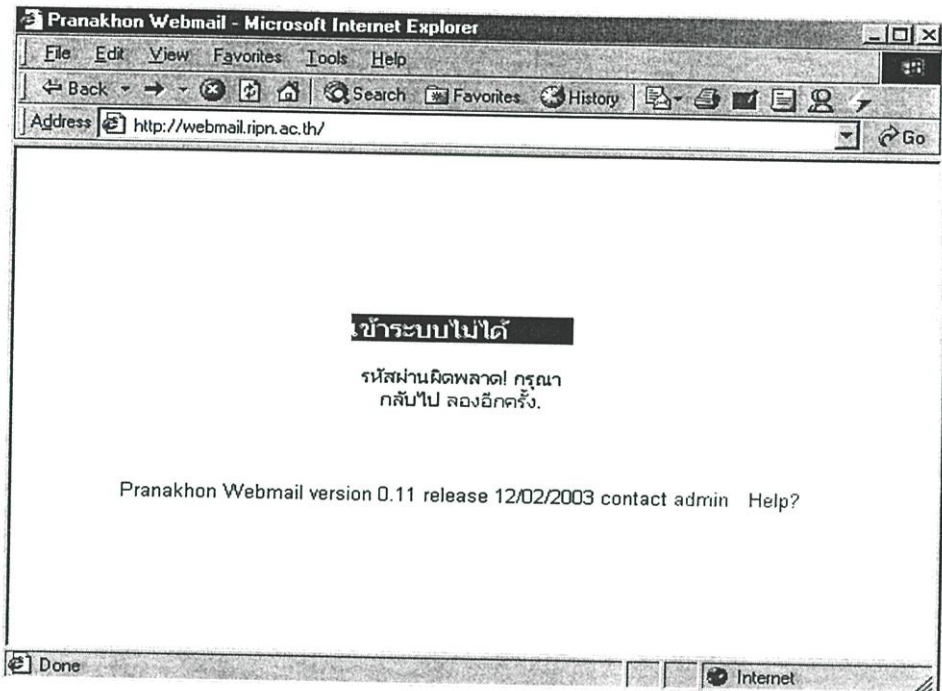 Pranakhon Webmail - Microsoft Internet Explorer
File Edit View Favorites Tools Help
Back Search Favorites History
Address http://webmail.ripn.ac.th/ Go
เข้าระบบไม่ได้
รหัสผ่านผิดพลาด! กรุณา
กลับไป ลองอีกครั้ง.
Pranakhon Webmail version 0.11 release 12/02/2003 contact admin Help?
Done Internet